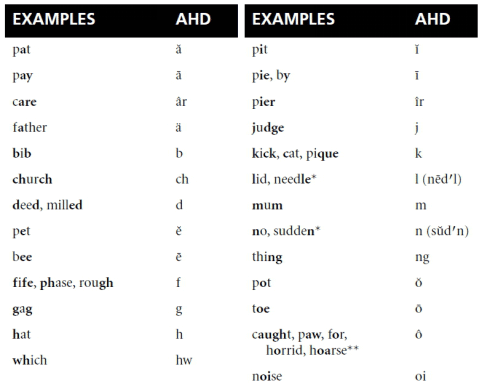 EXAMPLES AHD
pat ă
pay ā
care âr
father ä
bib b
church ch
deed, milled d
pet ĕ
bee ē
fife, phase, rough f
gag g
hat h
which hw
EXAMPLES AHD
pit ĭ
pie, by ī
pier îr
judge j
kick, cat, pique k
lid, needle* l (nēd′l)
mum m
no, sudden* n (sŭd′n)
thing ng
pot ŏ
toe ō
caught, paw, for, ô
horrid, hoarse**
noise oi